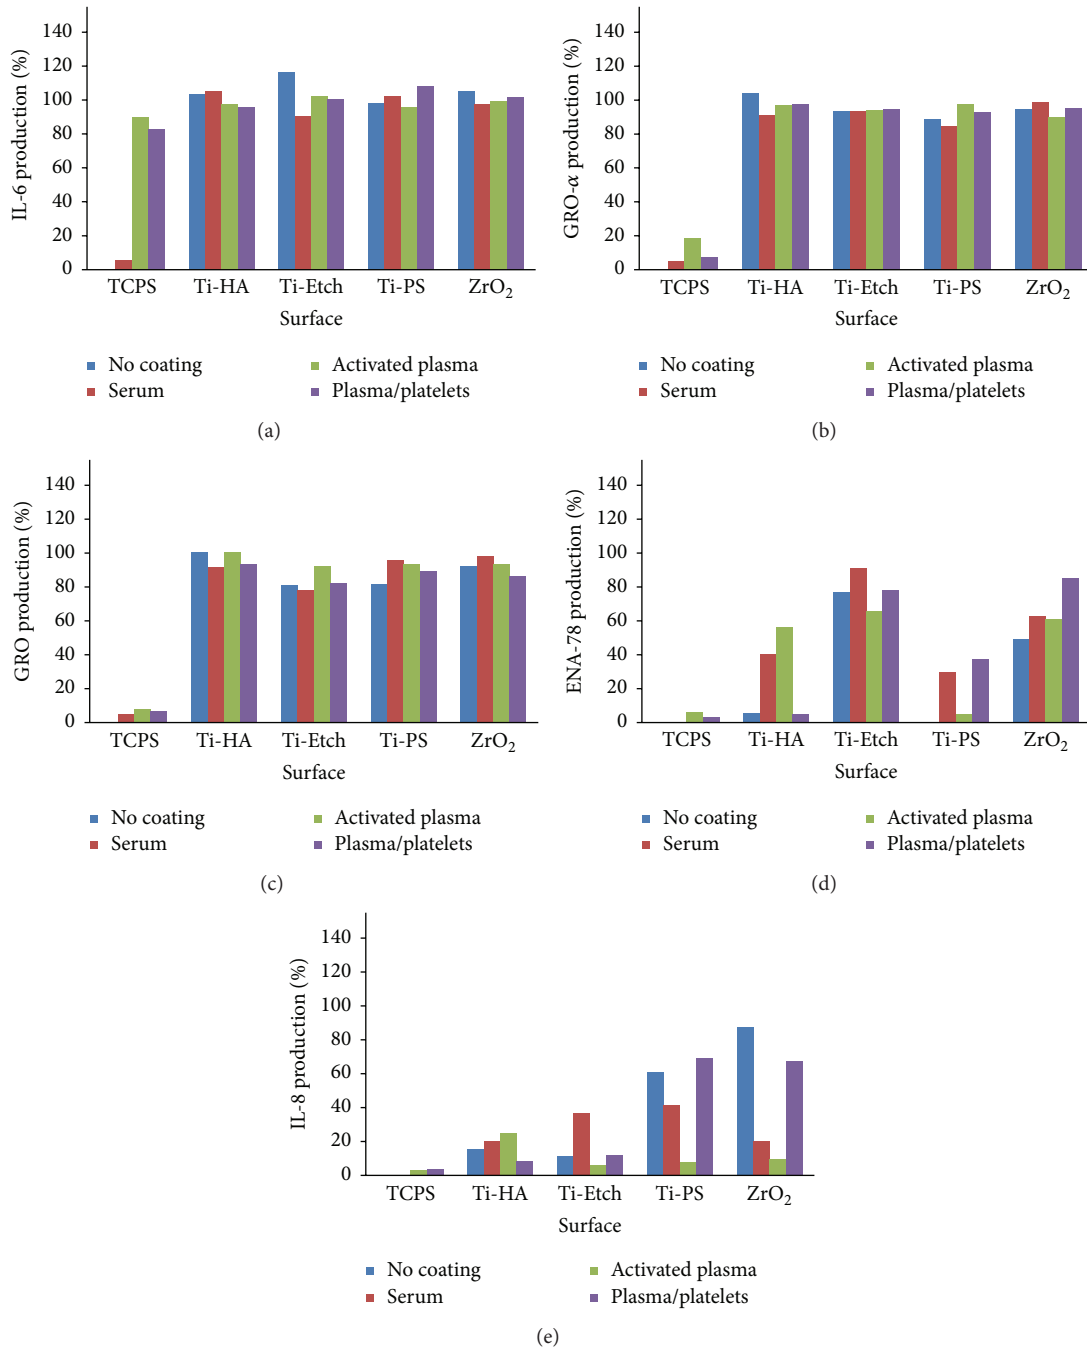 IL-6 production (%)
140
120
100
80
60
40
20
0
TCPS Ti-HA Ti-Etch Ti-PS ZrO₂
Surface
No coating Activated plasma
Serum Plasma/platelets
(a)
GRO-α production (%)
140
120
100
80
60
40
20
0
TCPS Ti-HA Ti-Etch Ti-PS ZrO₂
Surface
No coating Activated plasma
Serum Plasma/platelets
(b)
GRO production (%)
140
120
100
80
60
40
20
0
TCPS Ti-HA Ti-Etch Ti-PS ZrO₂
Surface
No coating Activated plasma
Serum Plasma/platelets
(c)
ENA-78 production (%)
140
120
100
80
60
40
20
0
TCPS Ti-HA Ti-Etch Ti-PS ZrO₂
Surface
No coating Activated plasma
Serum Plasma/platelets
(d)
IL-8 production (%)
140
120
100
80
60
40
20
0
TCPS Ti-HA Ti-Etch Ti-PS ZrO₂
Surface
No coating Activated plasma
Serum Plasma/platelets
(e)